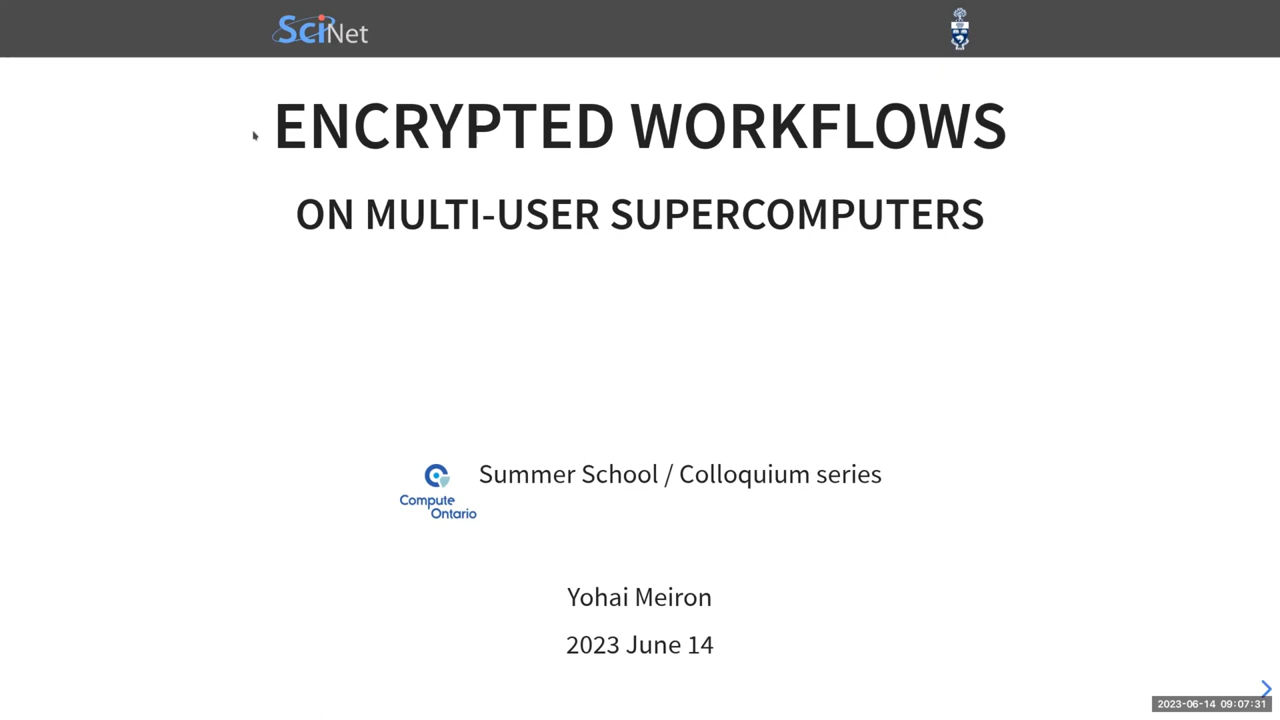 SciNet
ENCRYPTED WORKFLOWS
ON MULTI-USER SUPERCOMPUTERS
Compute
Ontario
Summer School / Colloquium series
Yohai Meiron
2023 June 14
2023-06-14 09:07:31